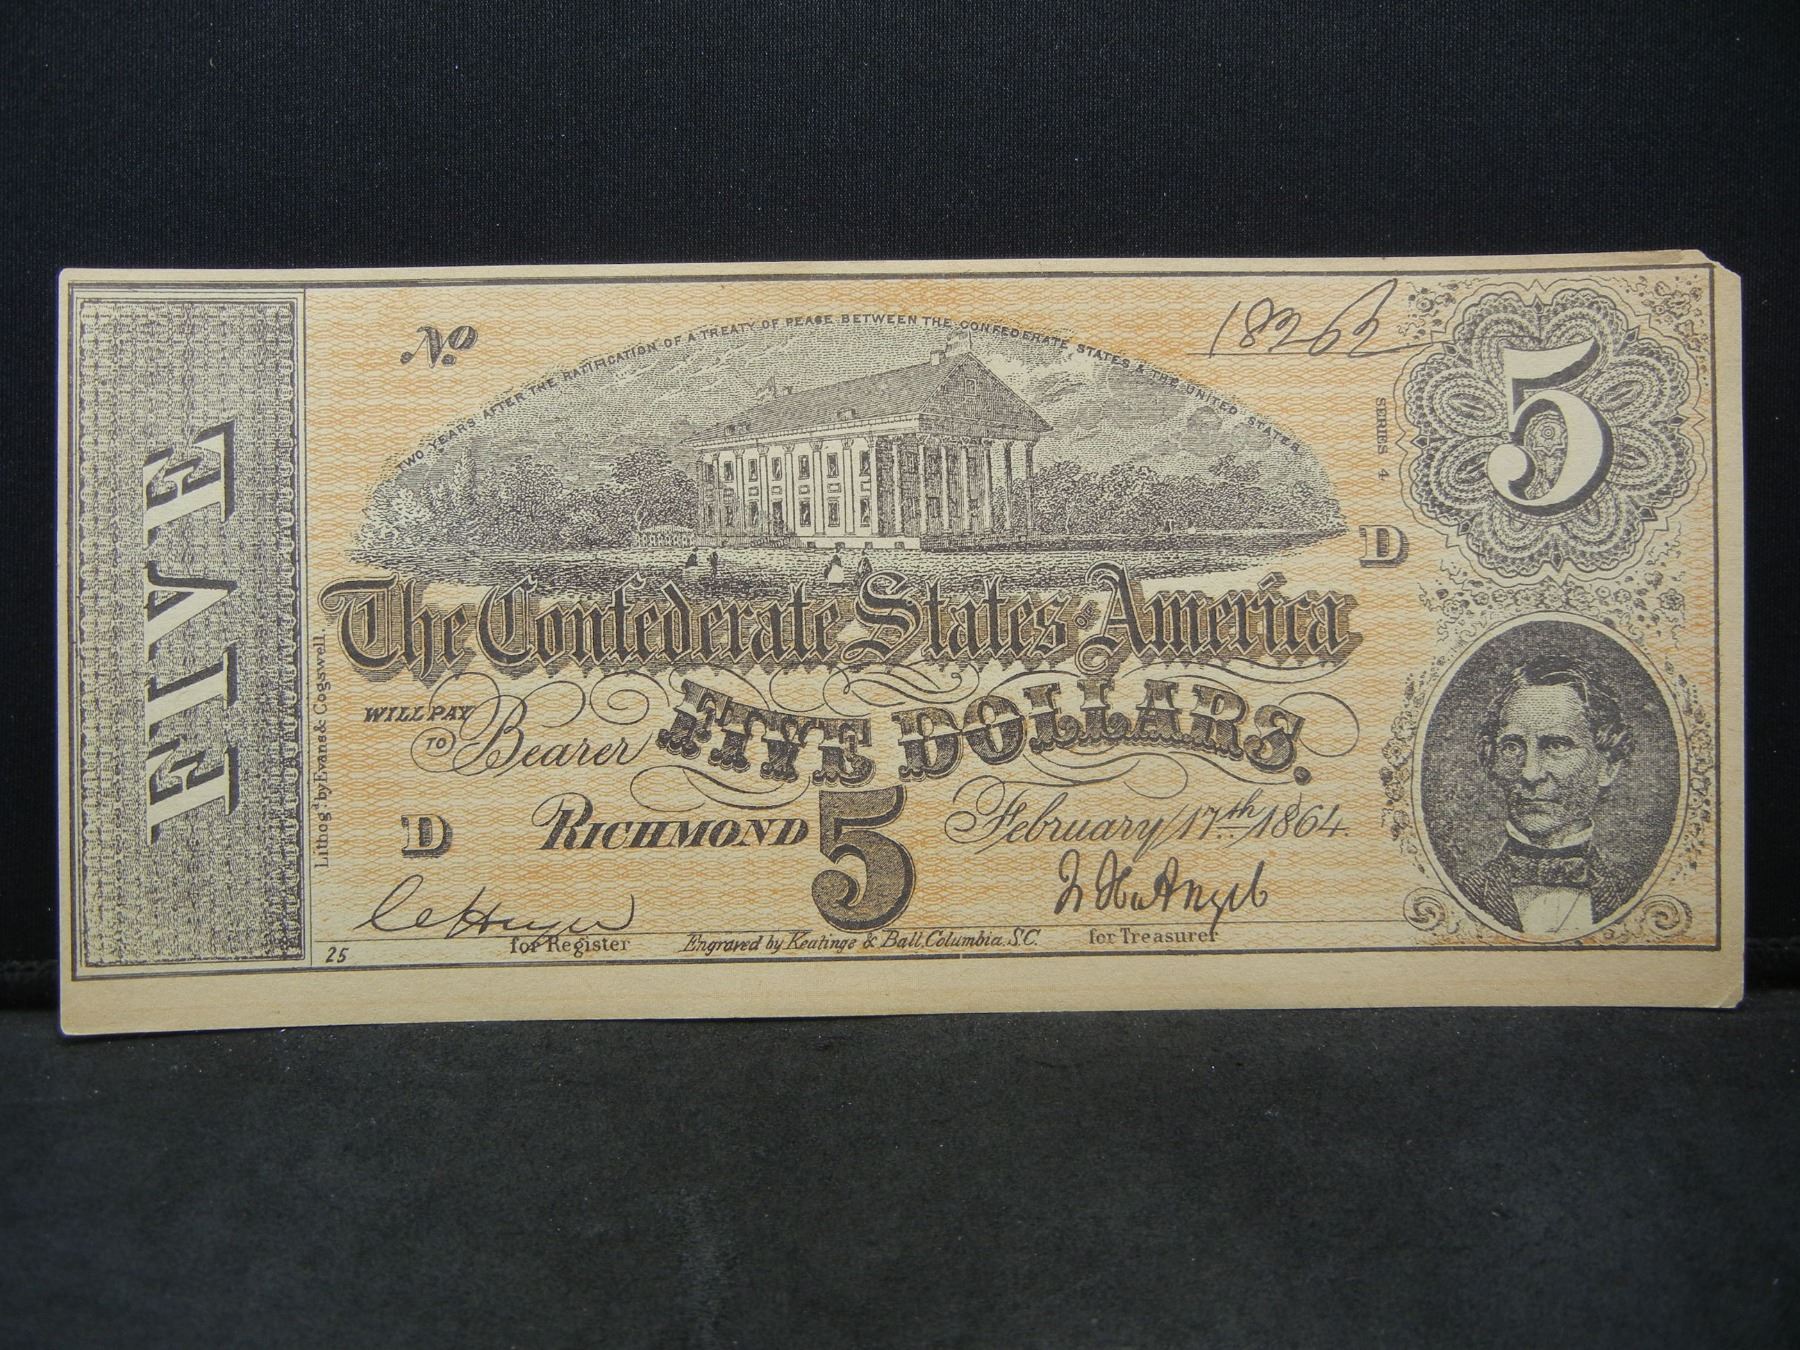 FIVE
No
18262
TWO YEARS AFTER THE RATIFICATION OF A TREATY OF PEACE BETWEEN THE CONFEDERATE STATES & THE UNITED STATES
5
SERIES 4
D
The Confederate States of America
WILL PAY
TO Bearer FIVE DOLLARS.
Lithog'd by Evans & Cogswell.
D RICHMOND 5 February 17th 1864.
for Register
Engraved by Keatinge & Ball, Columbia, S.C.
for Treasurer
25